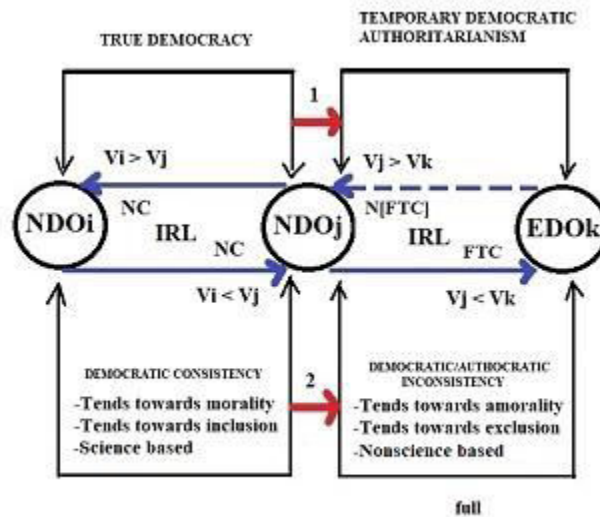 TRUE DEMOCRACY
TEMPORARY DEMOCRATIC
AUTHORITARIANISM
1
Vi > Vj
Vj > Vk
NDOi
NC
IRL
NC
NDOj
N[FTC]
IRL
FTC
EDOk
Vi < Vj
Vj < Vk
DEMOCRATIC CONSISTENCY
-Tends towards morality
-Tends towards inclusion
-Science based
2
DEMOCRATIC/AUTHOCRATIC
INCONSISTENCY
-Tends towards amorality
-Tends towards exclusion
-Nonscience based
full